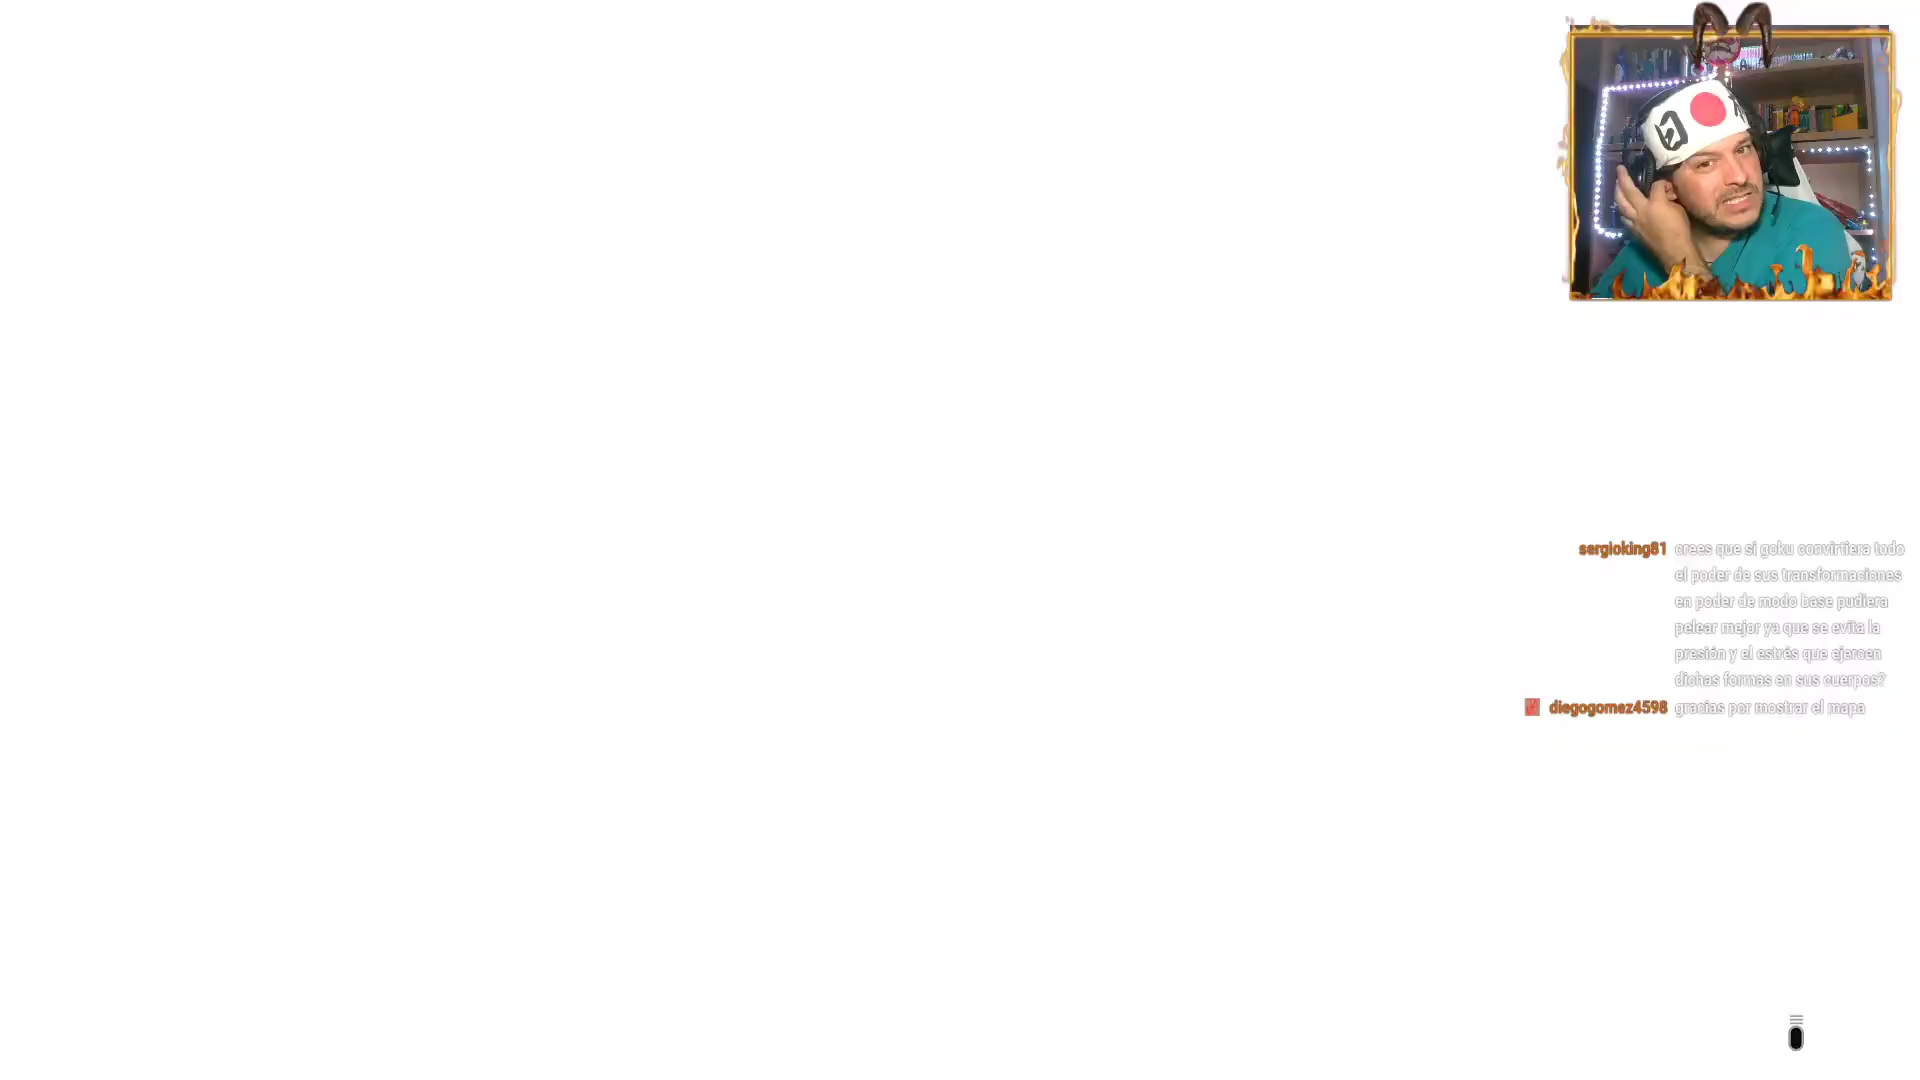 sergioking81 crees que si goku convirtiera todo
el poder de sus transformaciones
en poder de modo base pudiera
pelear mejor ya que se evita la
presión y el estrés que ejercen
dichas formas en sus cuerpos?
diegogomez4598 gracias por mostrar el mapa